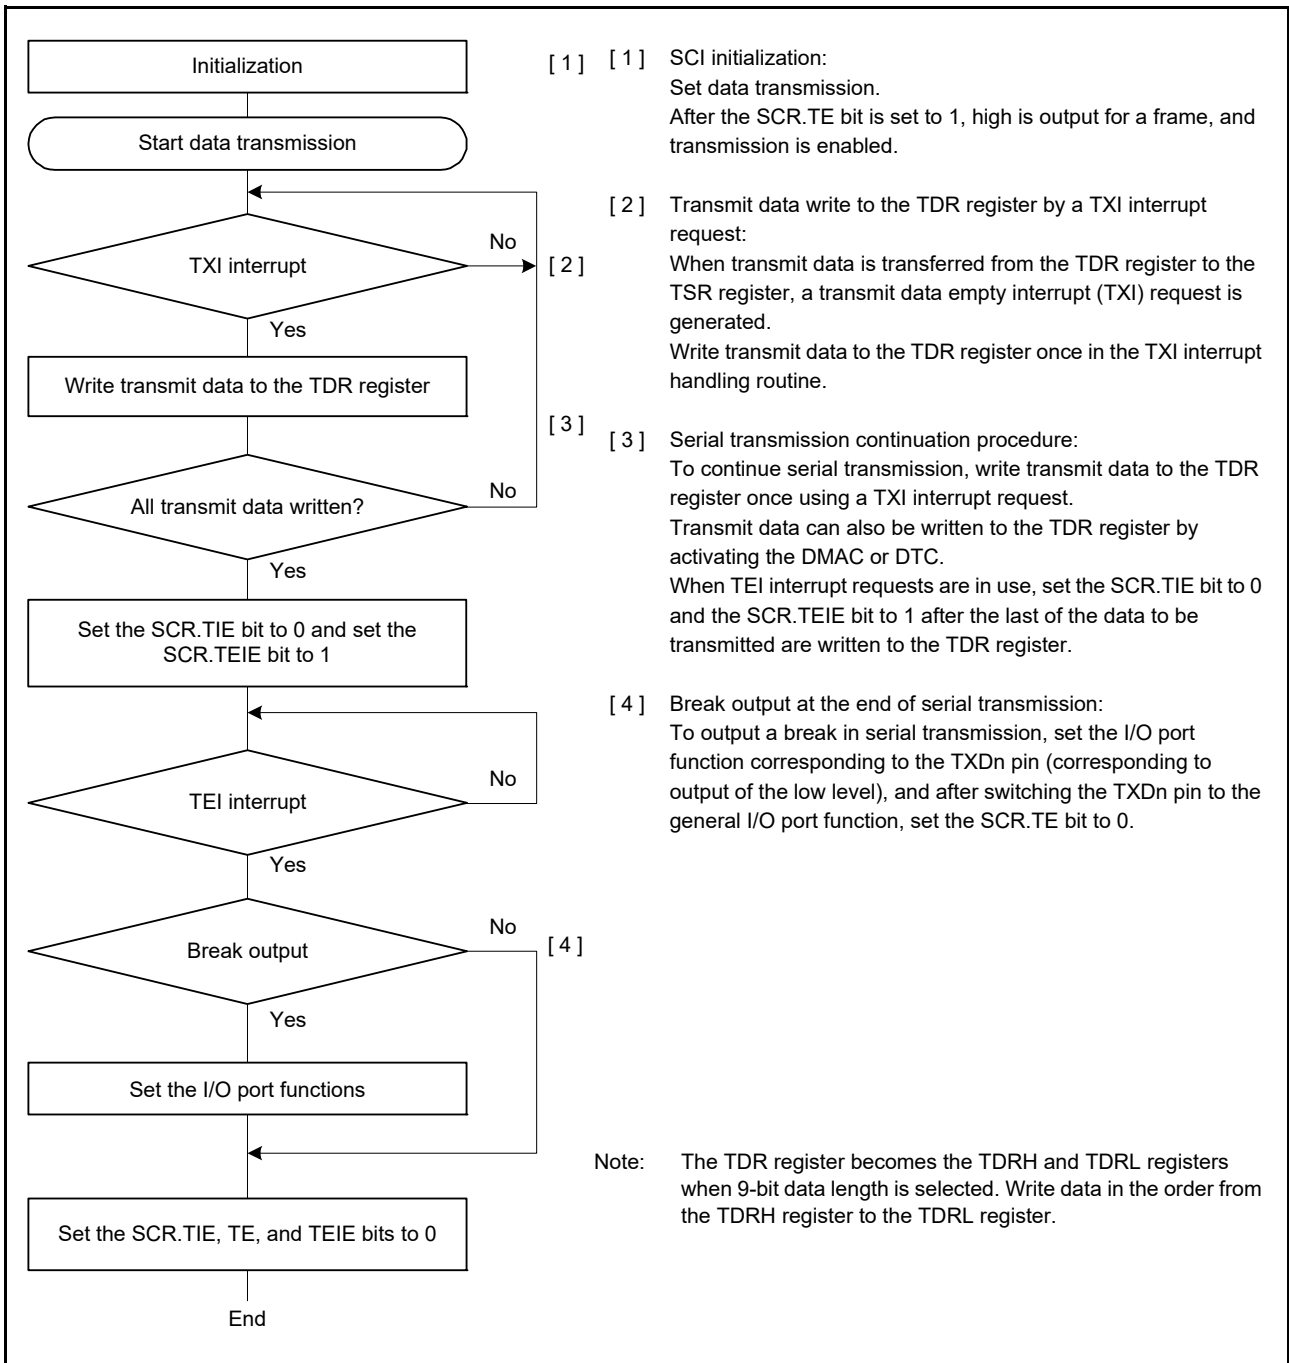 Initialization
[ 1 ]
Start data transmission
TXI interrupt
No
[ 2 ]
Yes
Write transmit data to the TDR register
[ 3 ]
All transmit data written?
No
Yes
Set the SCR.TIE bit to 0 and set the
SCR.TEIE bit to 1
TEI interrupt
No
Yes
Break output
No
[ 4 ]
Yes
Set the I/O port functions
Set the SCR.TIE, TE, and TEIE bits to 0
End
[ 1 ] SCI initialization:
Set data transmission.
After the SCR.TE bit is set to 1, high is output for a frame, and
transmission is enabled.
[ 2 ] Transmit data write to the TDR register by a TXI interrupt
request:
When transmit data is transferred from the TDR register to the
TSR register, a transmit data empty interrupt (TXI) request is
generated.
Write transmit data to the TDR register once in the TXI interrupt
handling routine.
[ 3 ] Serial transmission continuation procedure:
To continue serial transmission, write transmit data to the TDR
register once using a TXI interrupt request.
Transmit data can also be written to the TDR register by
activating the DMAC or DTC.
When TEI interrupt requests are in use, set the SCR.TIE bit to 0
and the SCR.TEIE bit to 1 after the last of the data to be
transmitted are written to the TDR register.
[ 4 ] Break output at the end of serial transmission:
To output a break in serial transmission, set the I/O port
function corresponding to the TXDn pin (corresponding to
output of the low level), and after switching the TXDn pin to the
general I/O port function, set the SCR.TE bit to 0.
Note: The TDR register becomes the TDRH and TDRL registers
when 9-bit data length is selected. Write data in the order from
the TDRH register to the TDRL register.